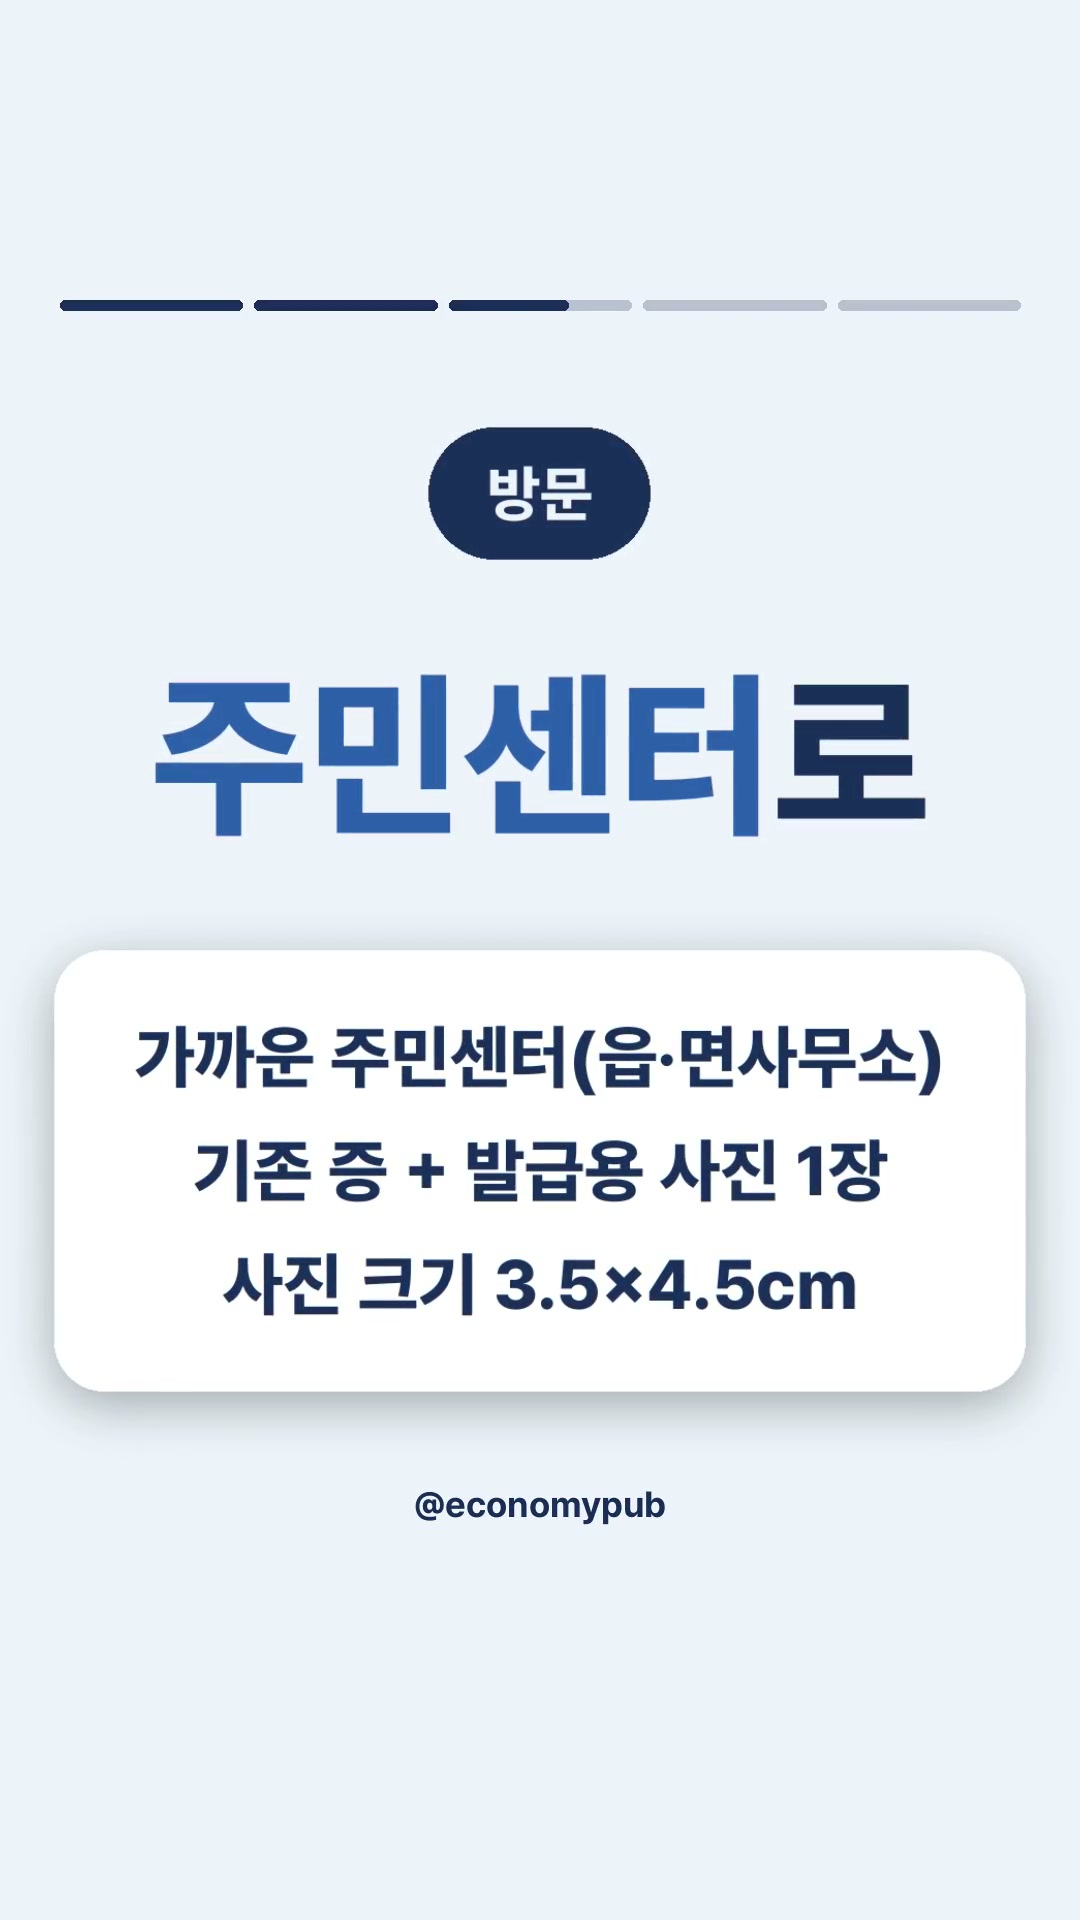 방문
주민센터로
가까운 주민센터(읍·면사무소)
기존 증 + 발급용 사진 1장
사진 크기 3.5×4.5cm
@economypub